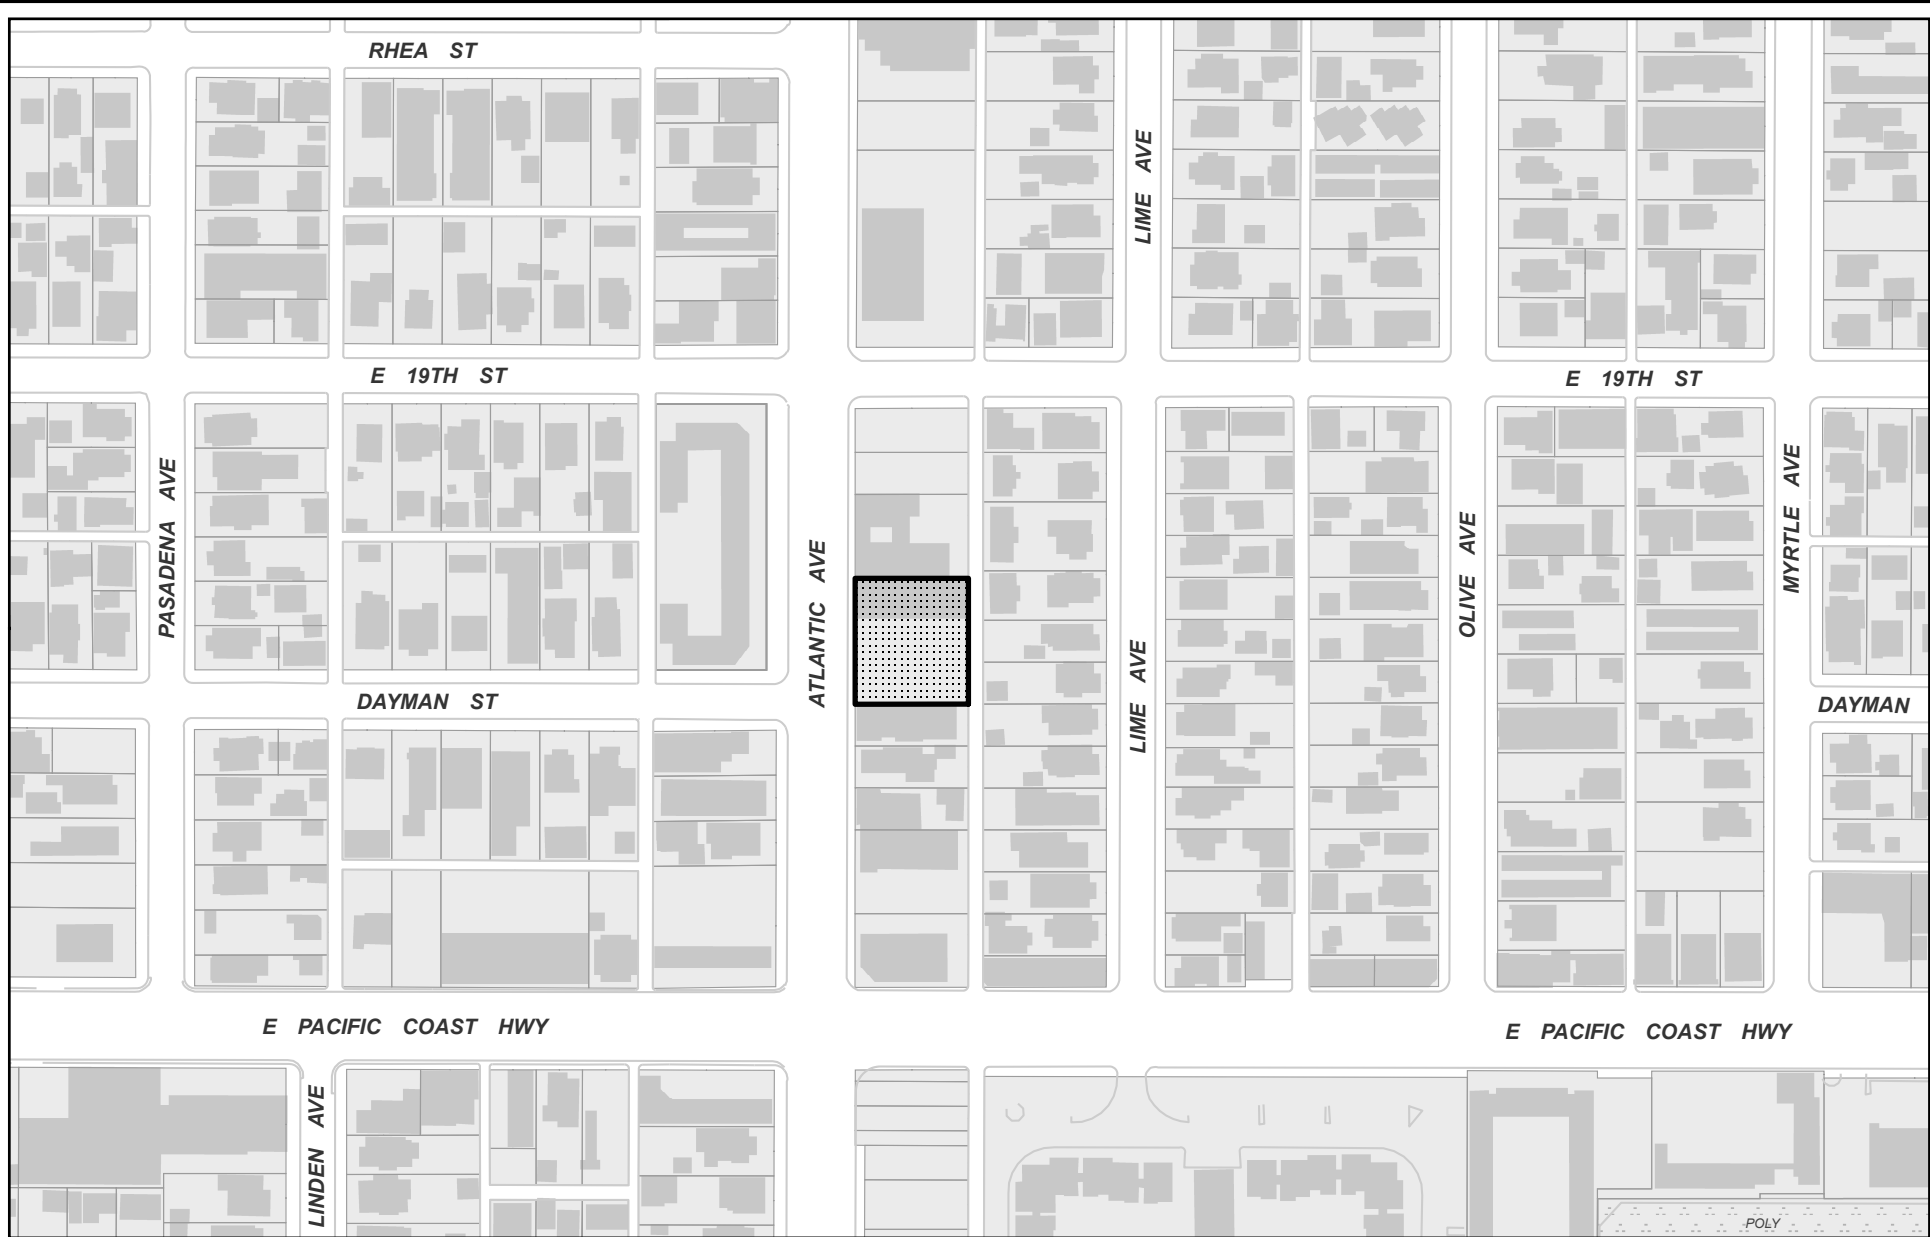 RHEA ST
LIME AVE
E 19TH ST
E 19TH ST
PASADENA AVE
ATLANTIC AVE
LIME AVE
OLIVE AVE
MYRTLE AVE
DAYMAN ST
DAYMAN
E PACIFIC COAST HWY
E PACIFIC COAST HWY
LINDEN AVE
POLY